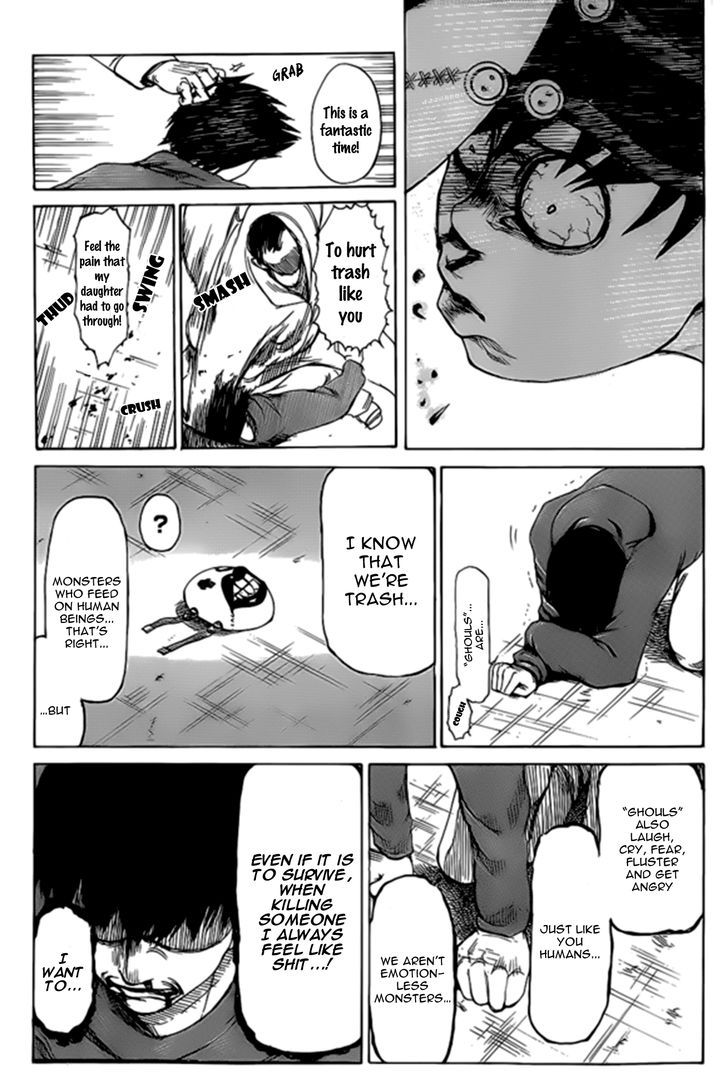 GRAB
This is a
fantastic
time!
To hurt
trash
like
you
SMASH
Feel the
pain that
my
daughter
had to go
through!
SWING
THUD
CRUSH
"GHOULS"...
ARE...
COUGH
I KNOW
THAT
WE'RE
TRASH...
?
MONSTERS
WHO FEED
ON HUMAN
BEINGS...
THAT'S
RIGHT...
...BUT
"GHOULS"
ALSO
LAUGH,
CRY, FEAR,
FLUSTER
AND GET
ANGRY
JUST LIKE
YOU
HUMANS...
WE AREN'T
EMOTION-
LESS
MONSTERS...
EVEN IF IT IS
TO SURVIVE,
WHEN
KILLING
SOMEONE
I ALWAYS
FEEL LIKE
SHIT...!
I
WANT
TO...